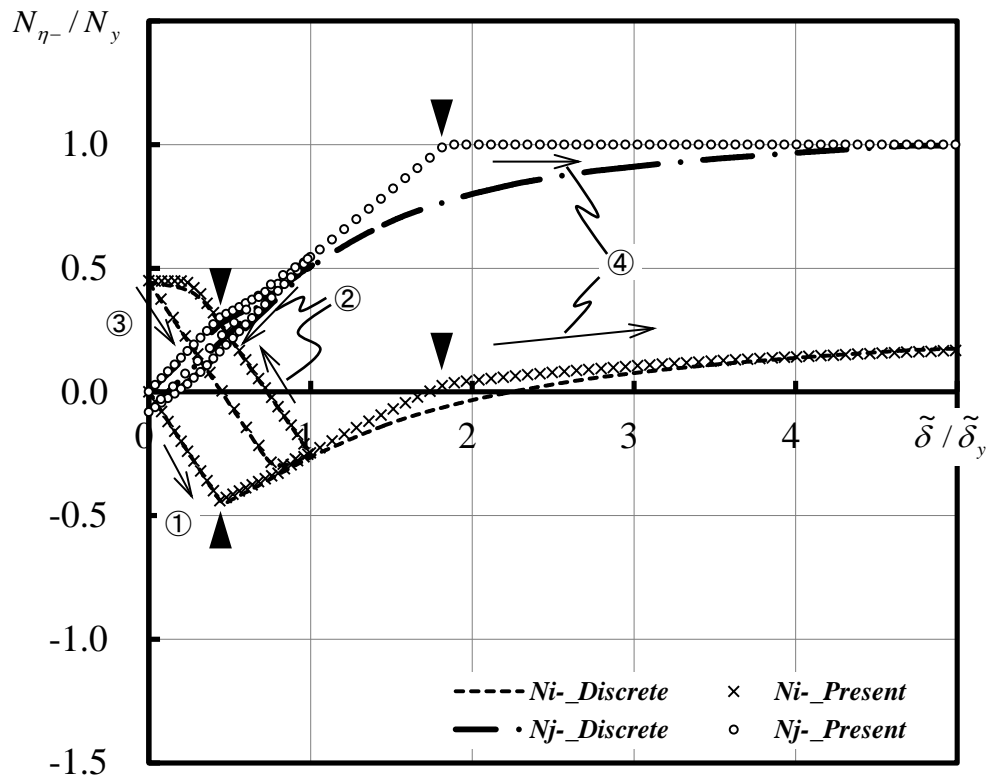 N_{η−} / N_y
1.0
④
0.5
②
③
0.0
0 1 2 3 4 δ̃ / δ̃_y
-0.5
①
-1.0
Ni-_Discrete Ni-_Present
Nj-_Discrete Nj-_Present
-1.5